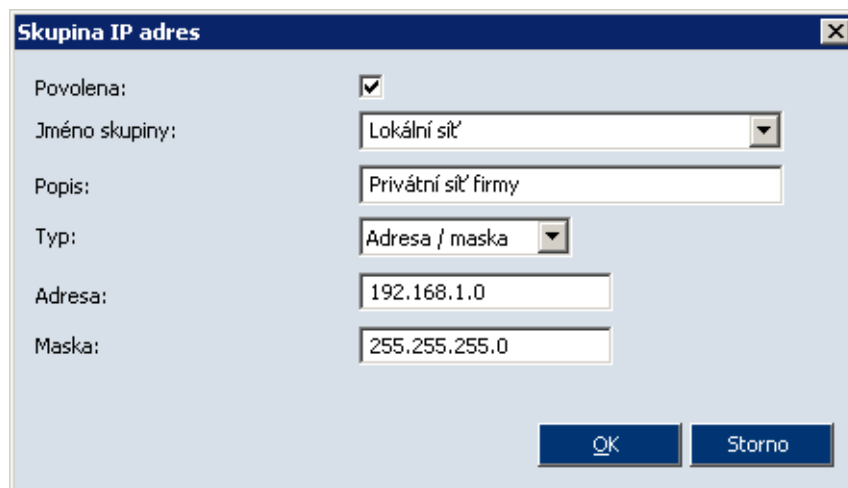 Skupina IP adres
Povolena:
Jméno skupiny: Lokální síť
Popis: Privátní síť firmy
Typ: Adresa / maska
Adresa: 192.168.1.0
Maska: 255.255.255.0
OK Storno